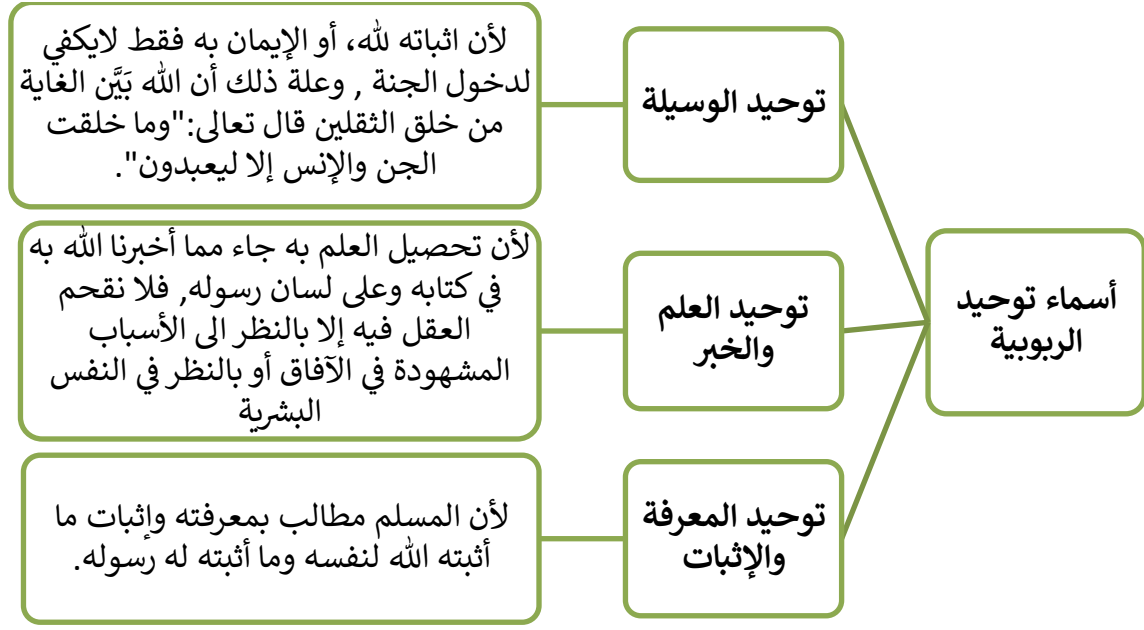 أسماء توحيد
الربوبية
توحيد الوسيلة
لأن اثباته لله، أو الإيمان به فقط لايكفي
لدخول الجنة , وعلة ذلك أن الله بَيَّن الغاية
من خلق الثقلين قال تعالى:"وما خلقت
الجن والإنس إلا ليعبدون".
توحيد العلم
والخبر
لأن تحصيل العلم به جاء مما أخبرنا الله به
في كتابه وعلى لسان رسوله, فلا نقحم
العقل فيه إلا بالنظر الى الأسباب
المشهودة في الآفاق أو بالنظر في النفس
البشرية
توحيد المعرفة
والإثبات
لأن المسلم مطالب بمعرفته وإثبات ما
أثبته الله لنفسه وما أثبته له رسوله.